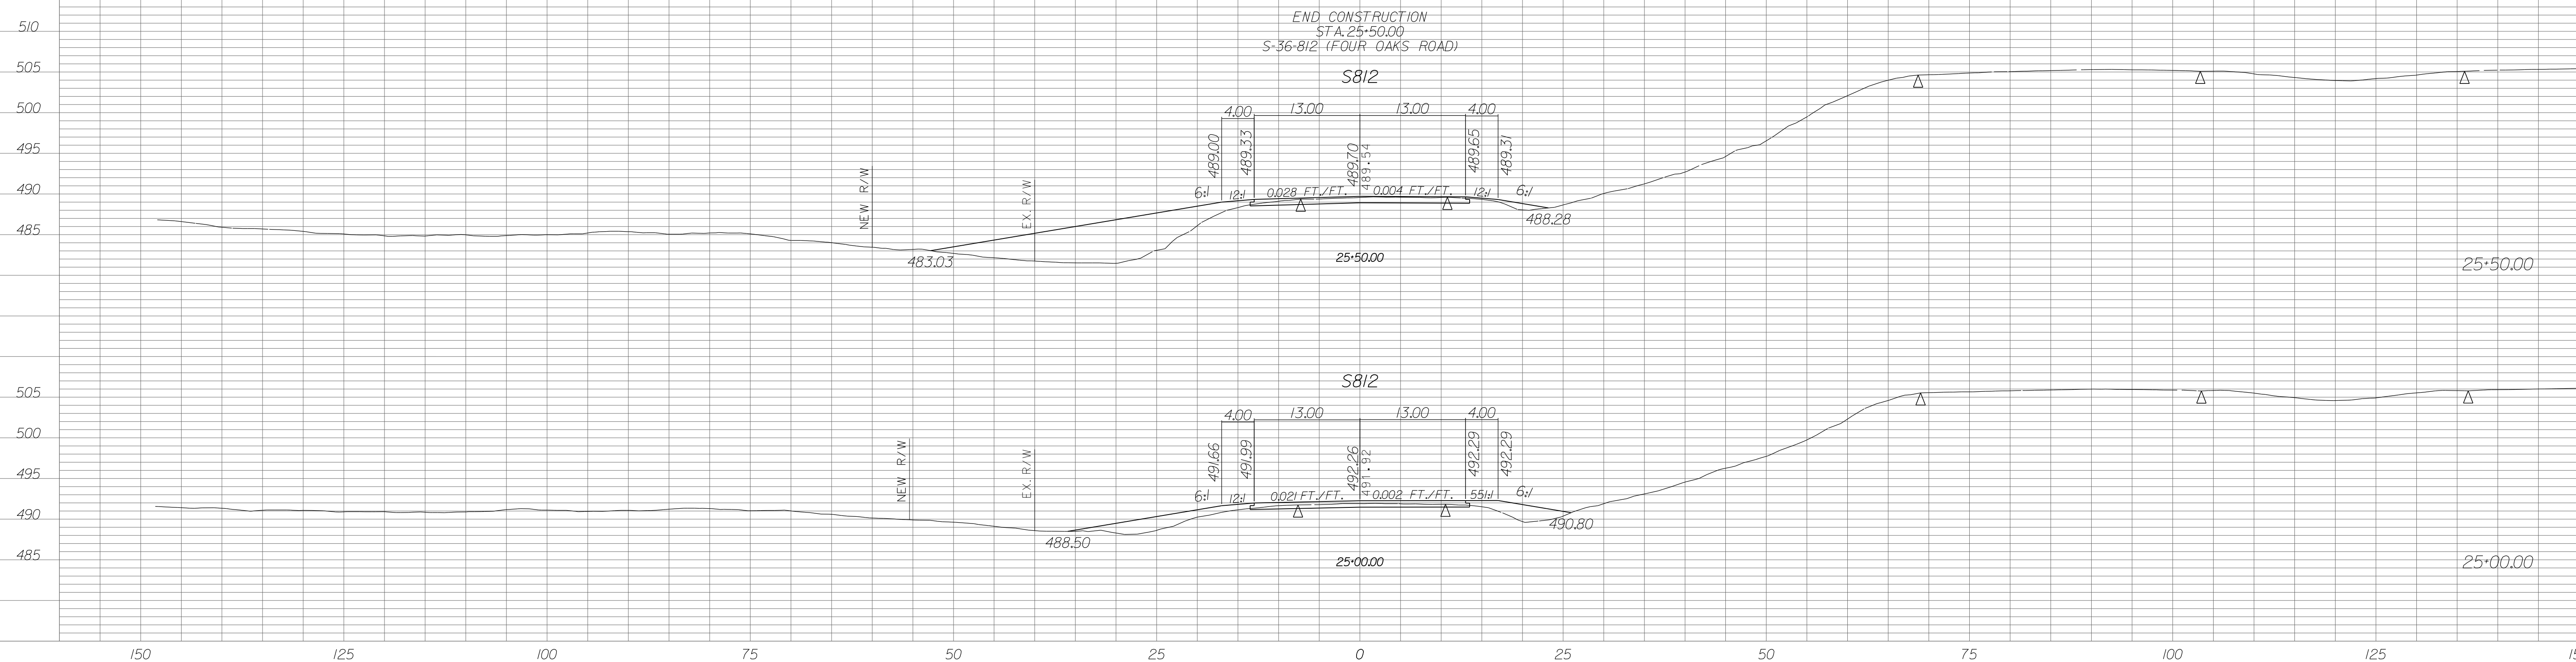 END CONSTRUCTION
STA. 25+50.00
S-36-812 (FOUR OAKS ROAD)
510
505
500
495
490
485
S812
4.00 13.00 13.00 4.00
489.00 489.33 489.70 489.54 489.65 489.31
NEW R/W
EX. R/W
6:1 12:1 0.028 FT./FT. 0.004 FT./FT. 12:1 6:1
488.28
483.03
25+50.00
25+50.00
505
500
495
490
485
S812
4.00 13.00 13.00 4.00
491.66 491.99 492.26 491.92 492.29 492.29
NEW R/W
EX. R/W
6:1 12:1 0.021 FT./FT. 0.002 FT./FT. 551:1 6:1
490.80
488.50
25+00.00
25+00.00
150 125 100 75 50 25 0 25 50 75 100 125